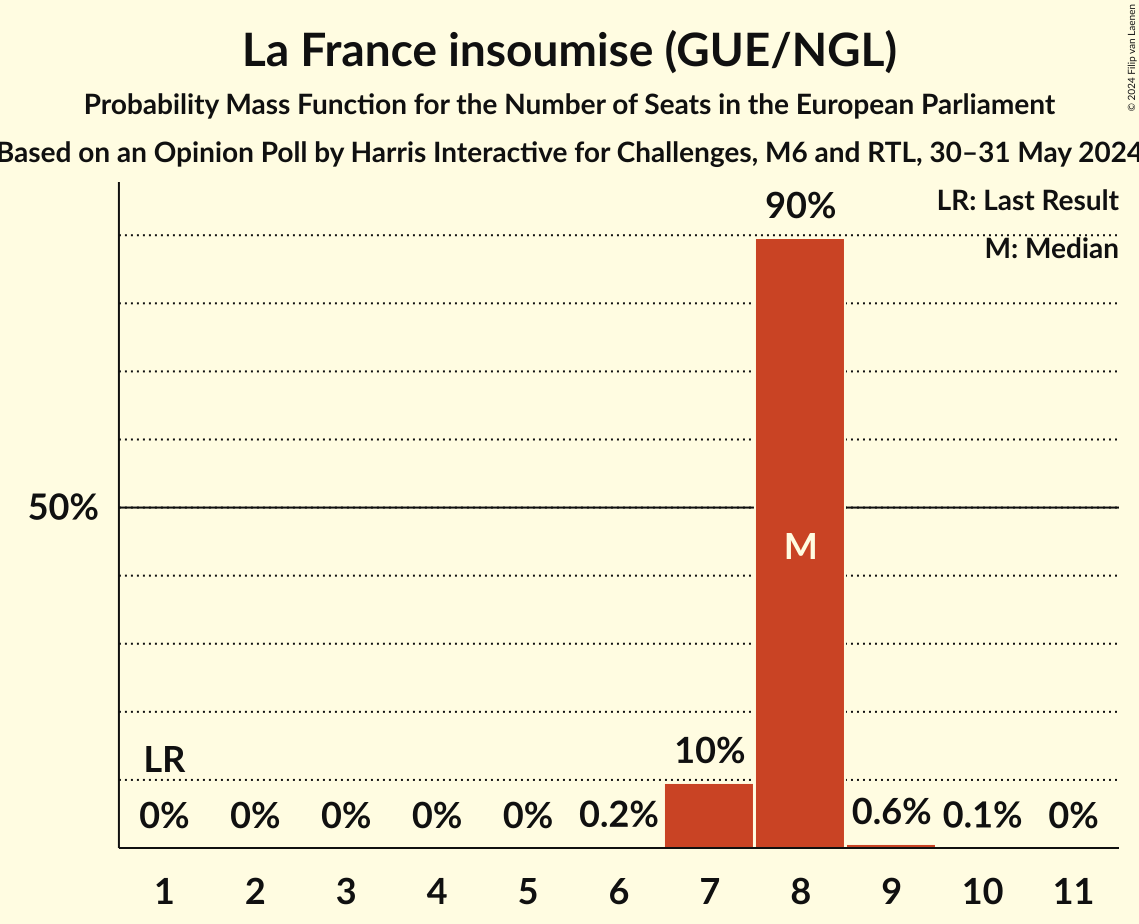 La France insoumise (GUE/NGL)
Probability Mass Function for the Number of Seats in the European Parliament
Based on an Opinion Poll by Harris Interactive for Challenges, M6 and RTL, 30–31 May 2024
© 2024 Filip van Laenen
LR: Last Result
M: Median
90%
50%
M
LR
10%
0% 0% 0% 0% 0% 0.2% 0.6% 0.1% 0%
1 2 3 4 5 6 7 8 9 10 11